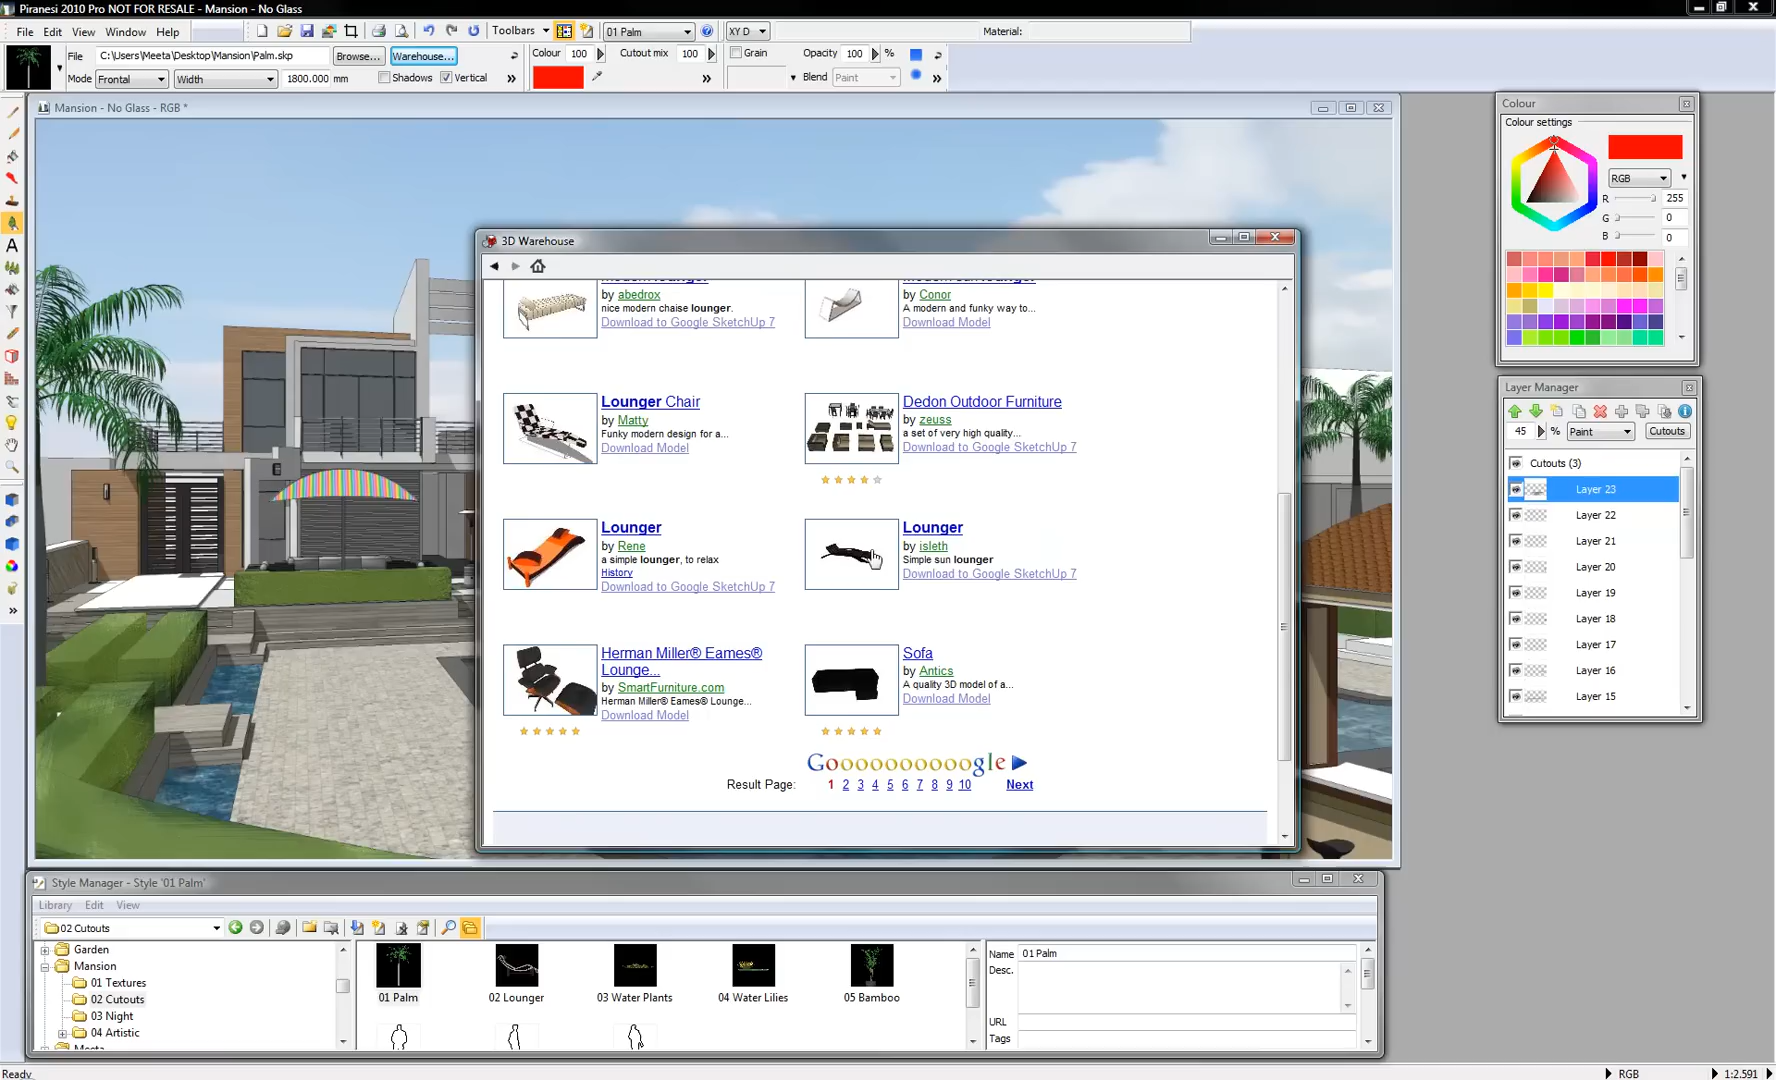 Piranesi 2010 Pro NOT FOR RESALE - Mansion - No Glass
File Edit View Window Help
Toolbars
01 Palm
XY D
Material:
File C:\Users\Meeta\Desktop\Mansion\Palm.skp Browse... Warehouse...
Colour 100 Cutout mix 100
Grain Opacity 100 %
Mode Frontal Width 1800.000 mm Shadows Vertical »
»
Blend Paint »
Mansion - No Glass - RGB *
Colour
Colour settings
RGB
R 255
G 0
B 0
Layer Manager
45 % Paint Cutouts
Cutouts (3)
Layer 23
Layer 22
Layer 21
Layer 20
Layer 19
Layer 18
Layer 17
Layer 16
Layer 15
A
»
3D Warehouse
by abedrox
nice modern chaise lounger.
Download to Google SketchUp 7
by Conor
A modern and funky way to...
Download Model
Lounger Chair
by Matty
Funky modern design for a...
Download Model
Dedon Outdoor Furniture
by zeuss
a set of very high quality...
Download to Google SketchUp 7
Lounger
by Rene
a simple lounger, to relax
History
Download to Google SketchUp 7
Lounger
by isleth
Simple sun lounger
Download to Google SketchUp 7
Herman Miller® Eames®
Lounge...
by SmartFurniture.com
Herman Miller® Eames® Lounge...
Download Model
Sofa
by Antics
A quality 3D model of a...
Download Model
Goooooooooogle
Result Page: 1 2 3 4 5 6 7 8 9 10 Next
Style Manager - Style '01 Palm'
Library Edit View
02 Cutouts
Garden
Mansion
01 Textures
02 Cutouts
03 Night
04 Artistic
01 Palm
02 Lounger
03 Water Plants
04 Water Lilies
05 Bamboo
Name 01 Palm
Desc.
URL
Tags
Ready
RGB
1:2.591